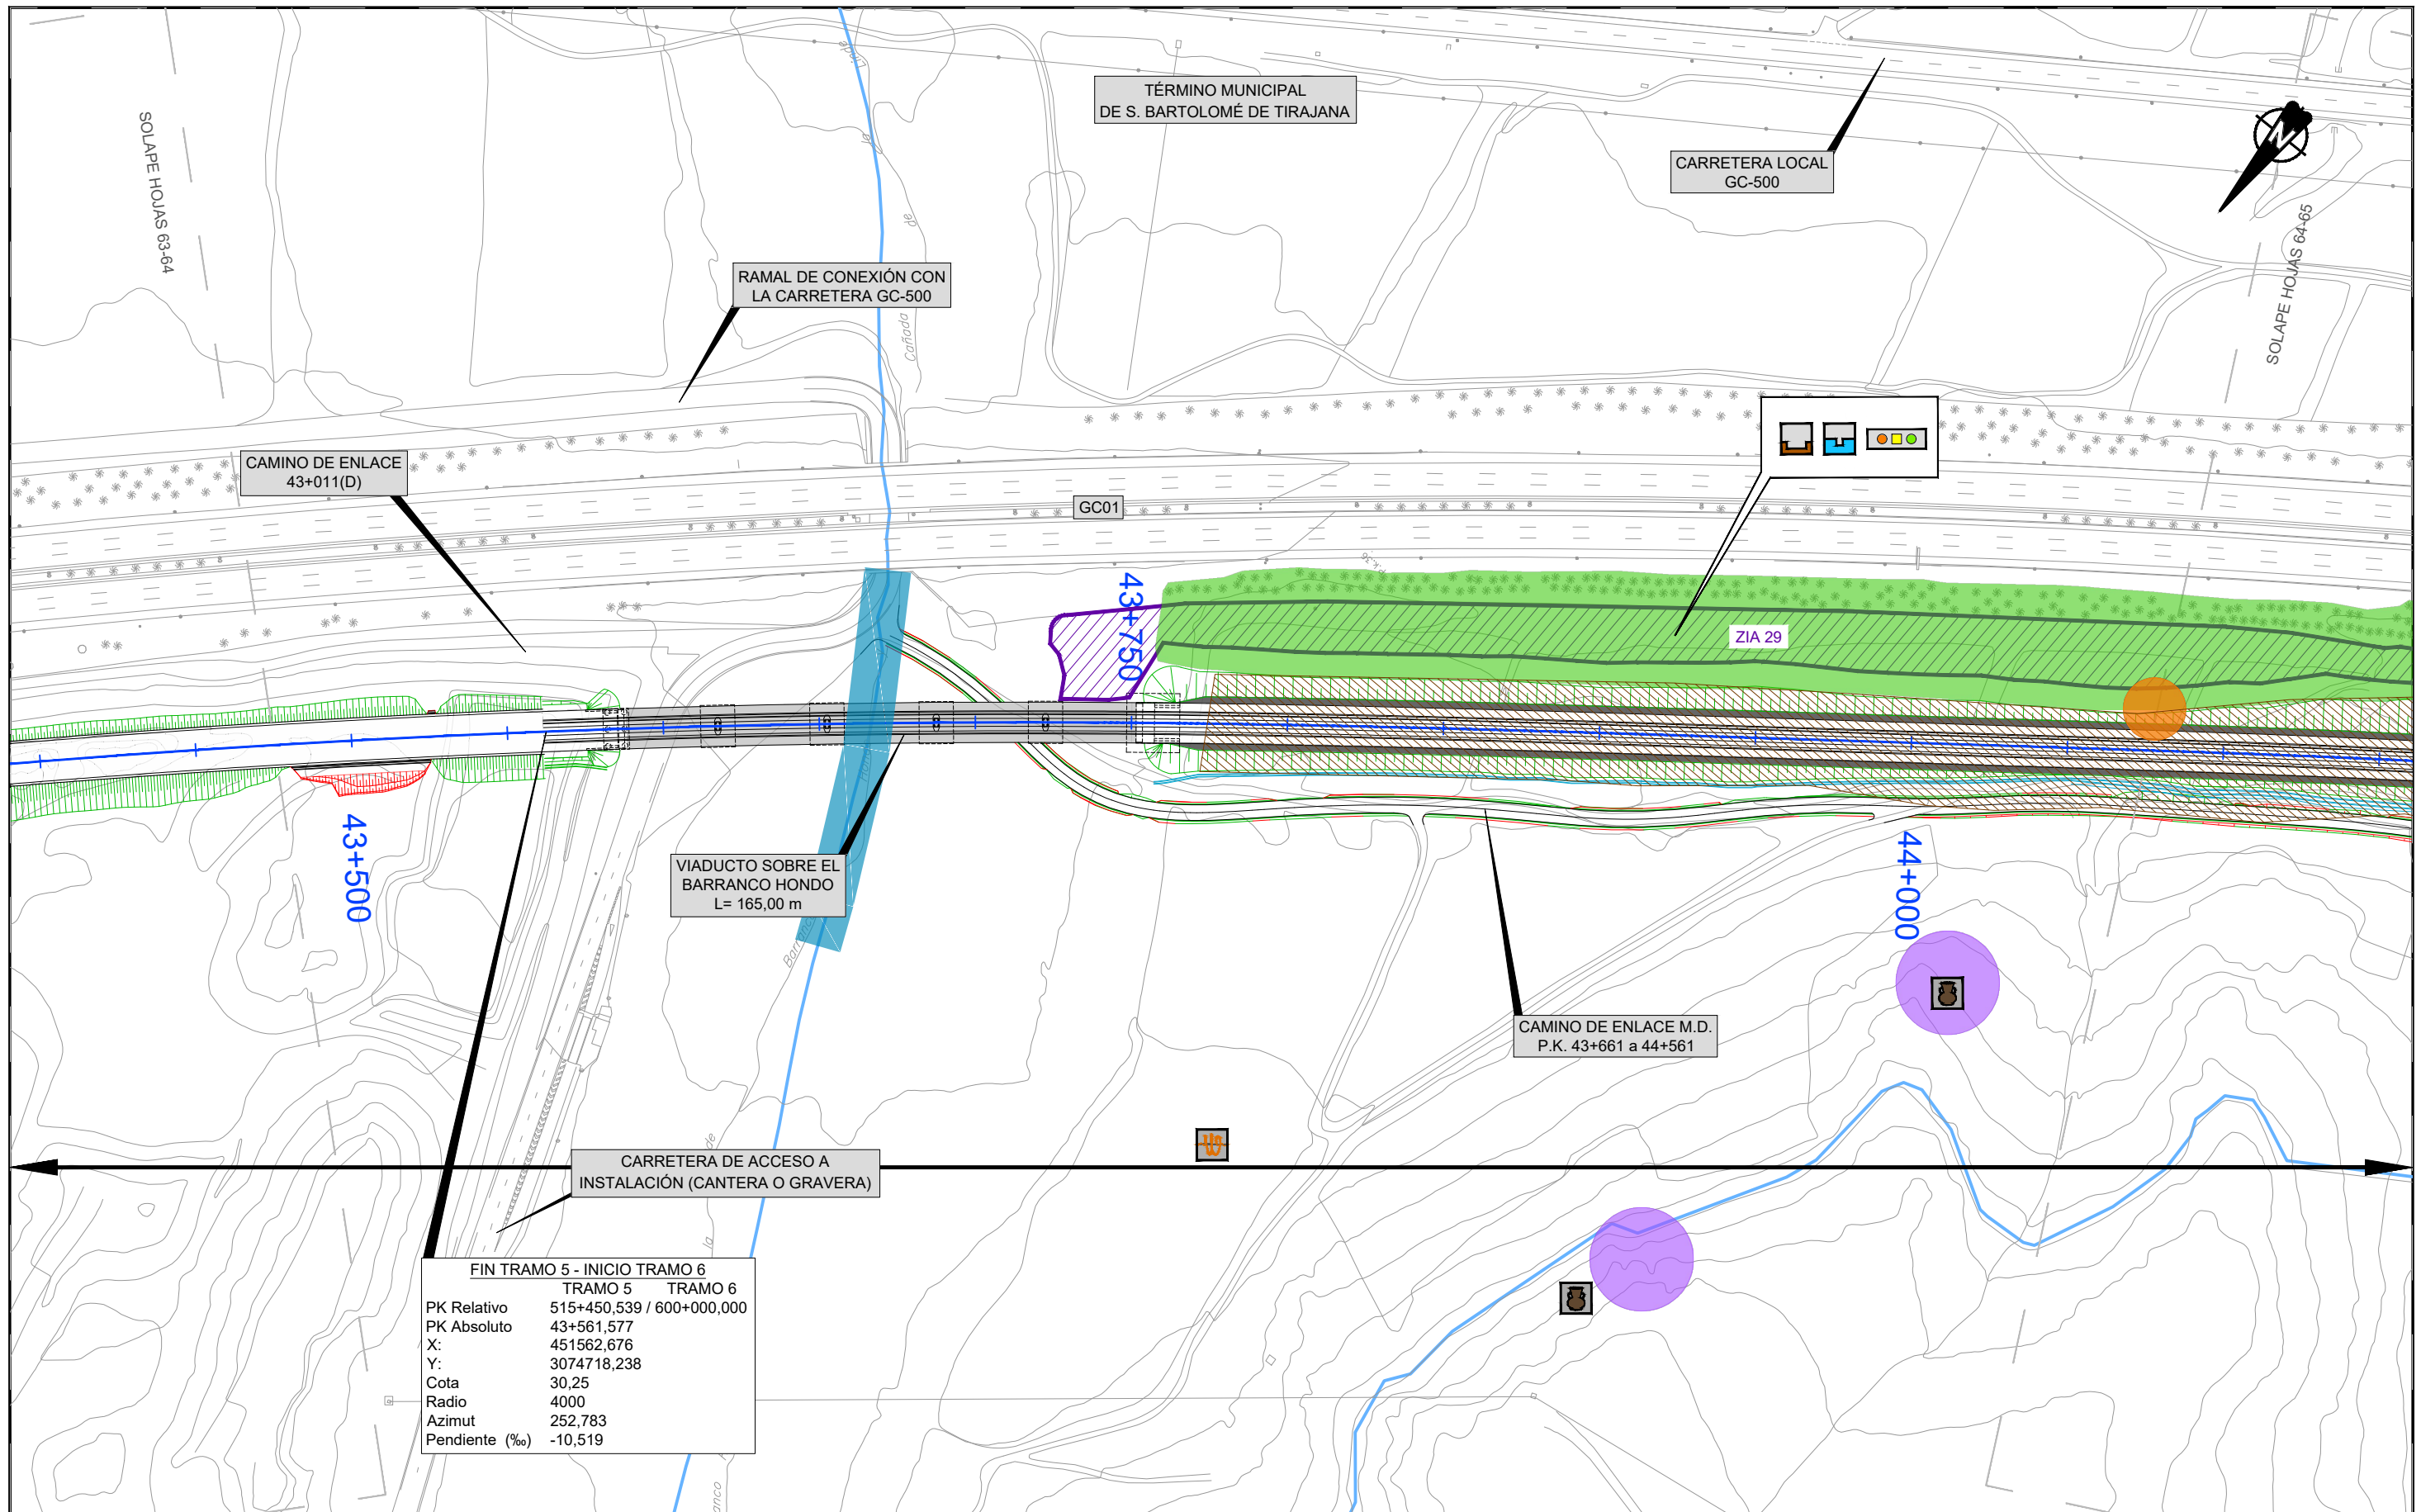 TÉRMINO MUNICIPAL
DE S. BARTOLOMÉ DE TIRAJANA
CARRETERA LOCAL
GC-500
SOLAPE HOJAS 63-64
SOLAPE HOJAS 64-65
RAMAL DE CONEXIÓN CON
LA CARRETERA GC-500
Cañada
de
la
CAMINO DE ENLACE
43+011(D)
GC01
43+750
ZIA 29
43+500
44+000
VIADUCTO SOBRE EL
BARRANCO HONDO
L= 165,00 m
CAMINO DE ENLACE M.D.
P.K. 43+661 a 44+561
de
la
CARRETERA DE ACCESO A
INSTALACIÓN (CANTERA O GRAVERA)
FIN TRAMO 5 - INICIO TRAMO 6
TRAMO 5 TRAMO 6
PK Relativo 515+450,539 / 600+000,000
PK Absoluto 43+561,577
X: 451562,676
Y: 3074718,238
Cota 30,25
Radio 4000
Azimut 252,783
Pendiente (‰) -10,519